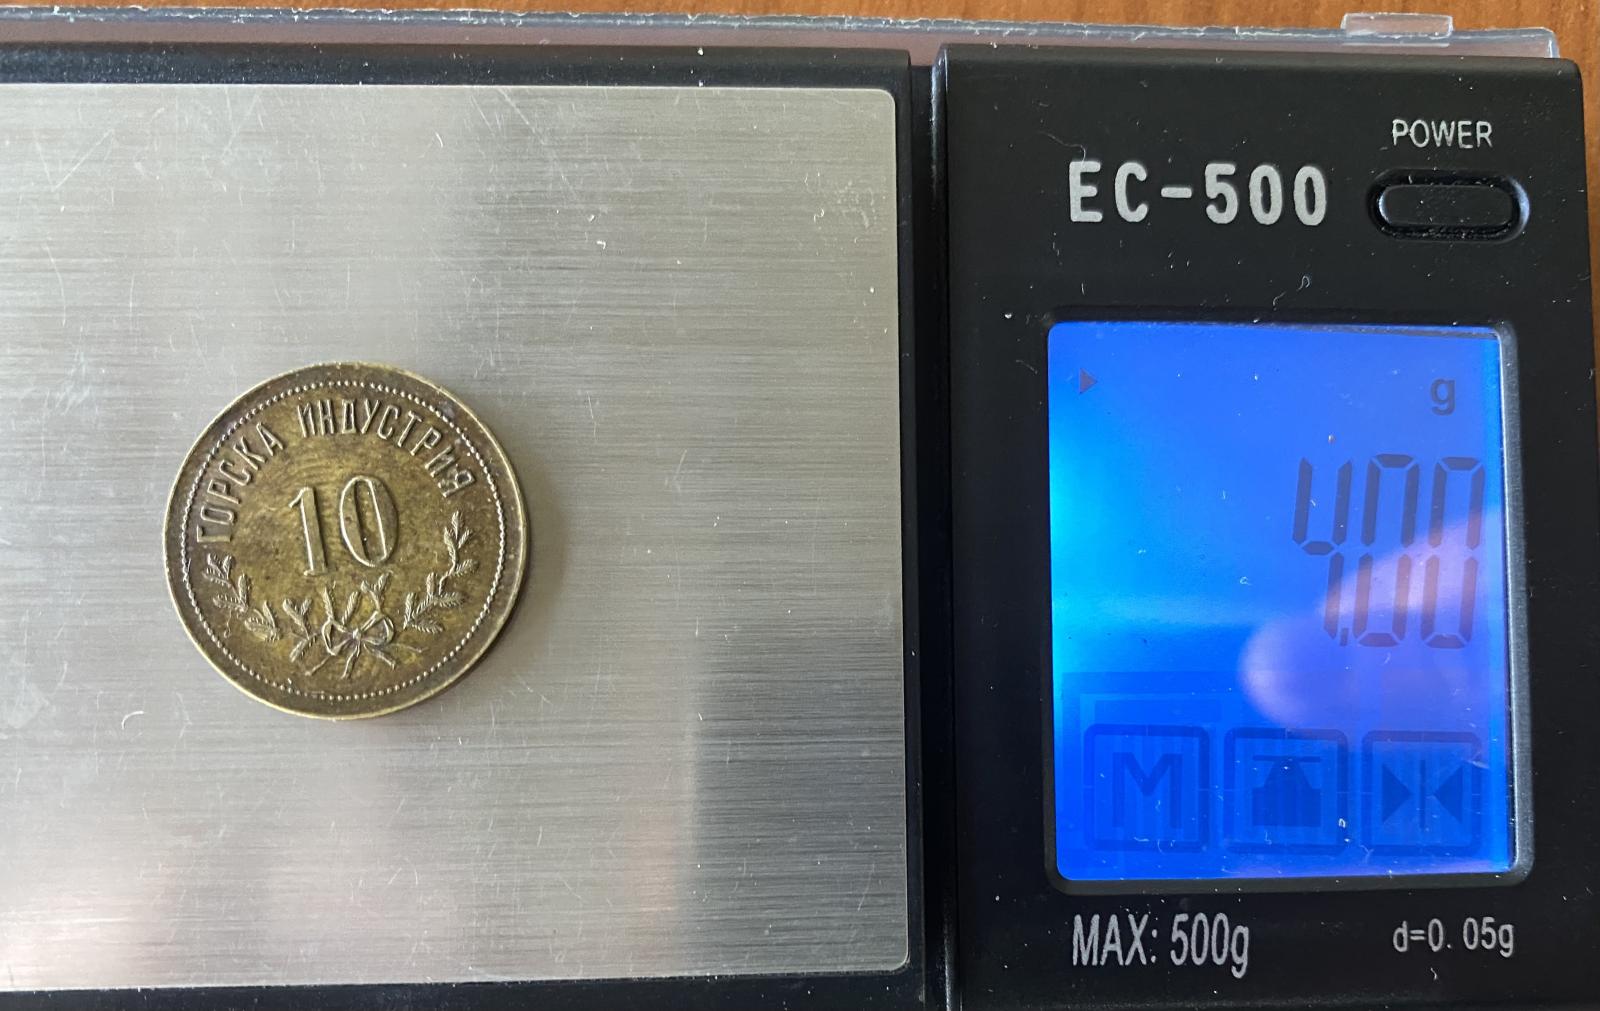 ГОРСКА ИНДУСТРИЯ
10
POWER
EC-500
g
4.00
M
MAX: 500g
d=0.05g